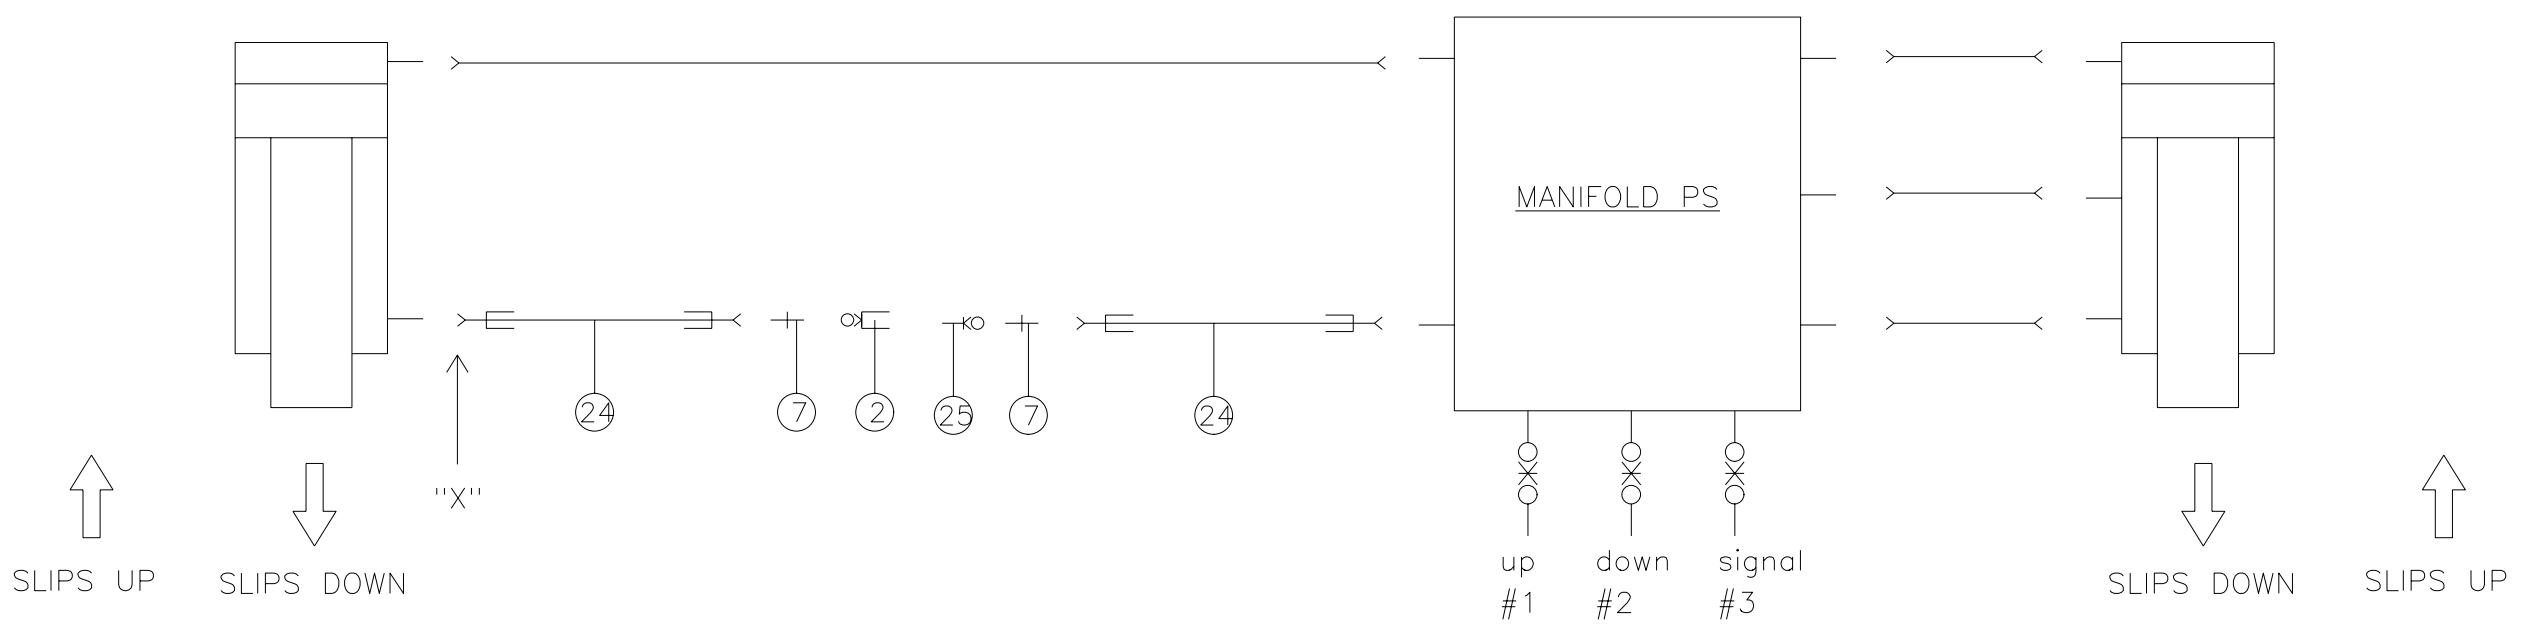 MANIFOLD PS
24
7
2
25
7
24
"X"
up
#1
down
#2
signal
#3
SLIPS UP
SLIPS DOWN
SLIPS DOWN
SLIPS UP